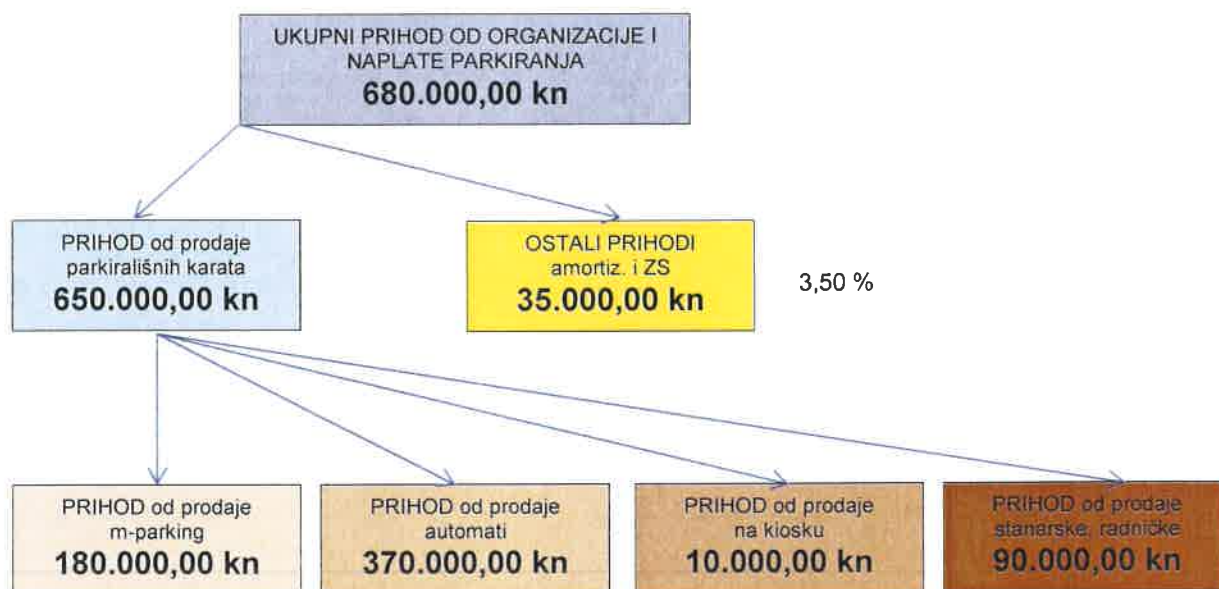 UKUPNI PRIHOD OD ORGANIZACIJE I
NAPLATE PARKIRANJA
680.000,00 kn
PRIHOD od prodaje
parkirališnih karata
650.000,00 kn
OSTALI PRIHODI
amortiz. i ZS
35.000,00 kn
3,50 %
PRIHOD od prodaje
m-parking
180.000,00 kn
PRIHOD od prodaje
automati
370.000,00 kn
PRIHOD od prodaje
na kiosku
10.000,00 kn
PRIHOD od prodaje
stanarske, radničke
90.000,00 kn